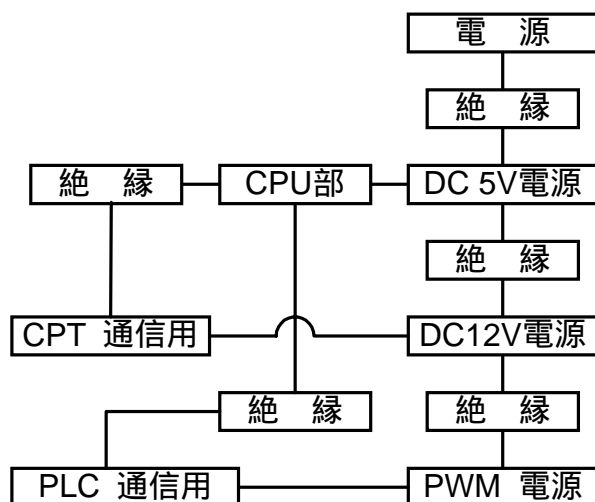 電 源
絶 縁
絶 縁 CPU部 DC 5V電源
絶 縁
CPT 通信用 DC12V電源
絶 縁 絶 縁
PLC 通信用 PWM 電源